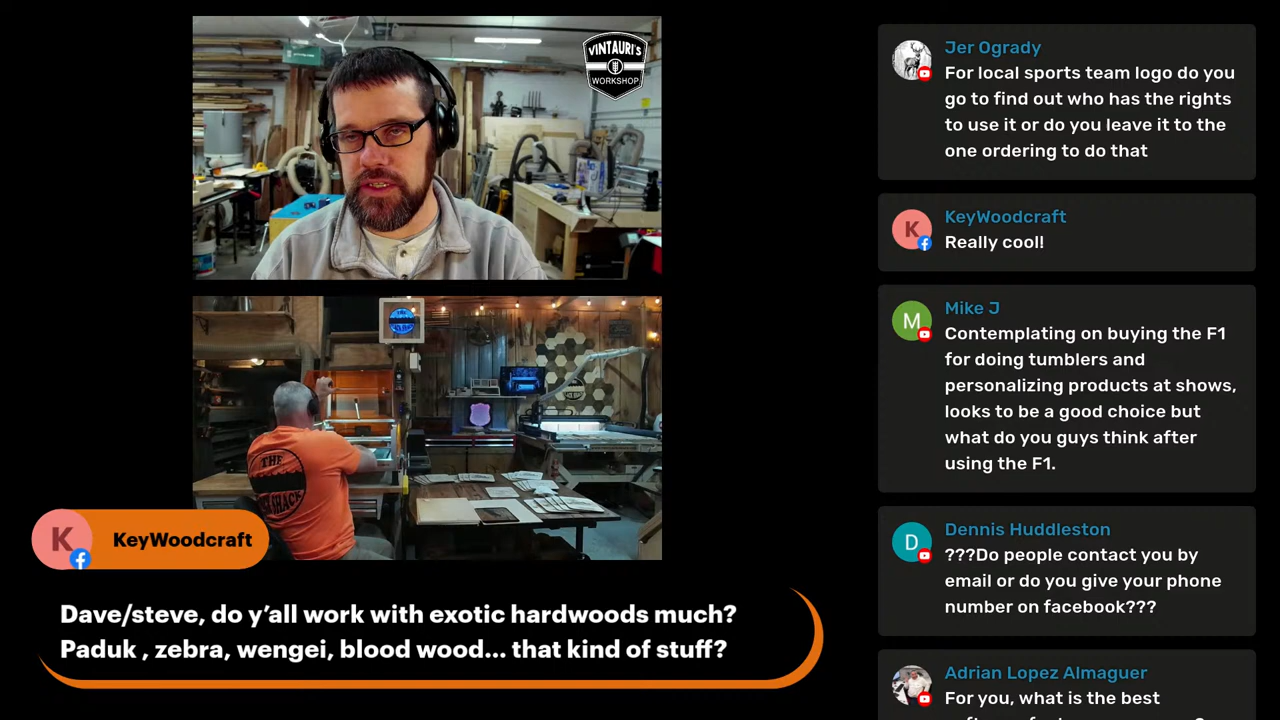 VINTAURI'S
WORKSHOP
THE
SHACK
KeyWoodcraft
Dave/steve, do y'all work with exotic hardwoods much?
Paduk , zebra, wengei, blood wood... that kind of stuff?
Jer Ogrady
For local sports team logo do you
go to find out who has the rights
to use it or do you leave it to the
one ordering to do that
KeyWoodcraft
Really cool!
Mike J
Contemplating on buying the F1
for doing tumblers and
personalizing products at shows,
looks to be a good choice but
what do you guys think after
using the F1.
Dennis Huddleston
???Do people contact you by
email or do you give your phone
number on facebook???
Adrian Lopez Almaguer
For you, what is the best